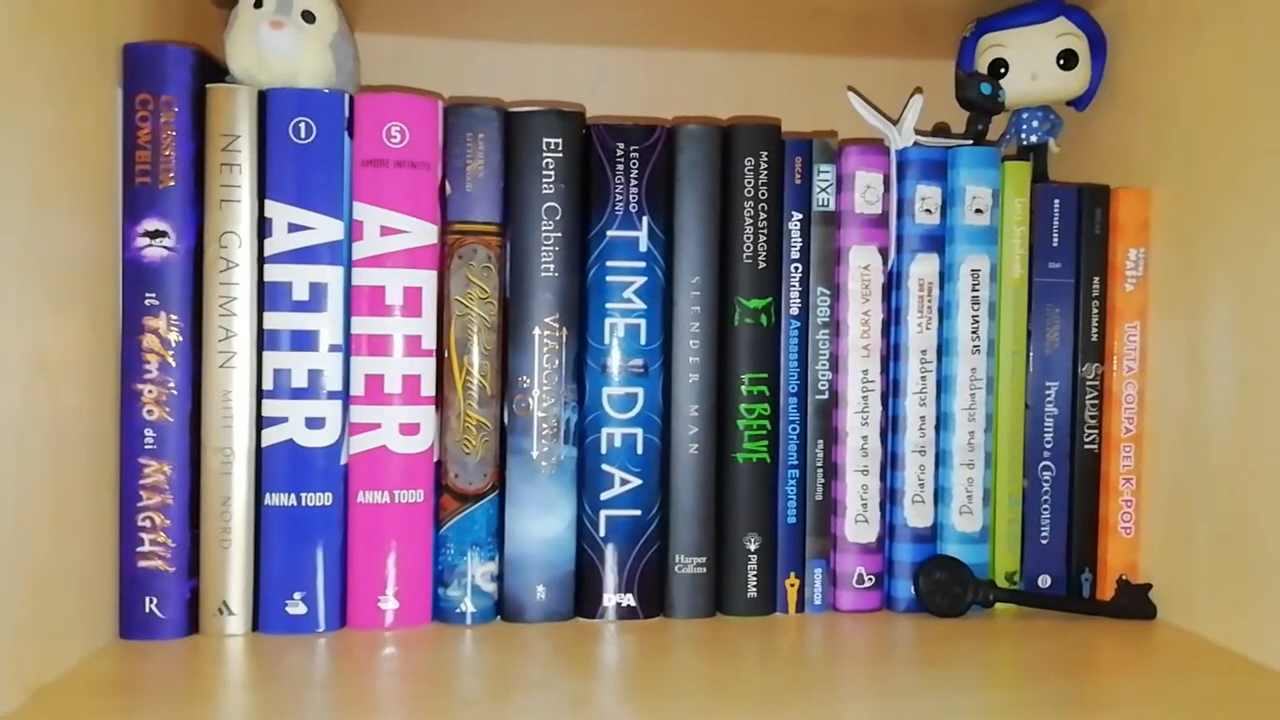 CRESSIDA
COWELL
Il Tempo dei MAGHI
R
NEIL GAIMAN MITI DEL NORD
1
AFTER
ANNA TODD
5
AMORE INFINITO
AFTER
ANNA TODD
Elena Cabiati
LEONARDO
PATRIGNANI
TIME DEAL
DeA
SLENDER MAN
Harper
Collins
MANLIO CASTAGNA
GUIDO SGARDOLI
LE BELVE
PIEMME
OSCAR
Agatha Christie Assassinio sull'Orient Express
EXIT
Logbuch 1907
KOSMOS
Diario di una schiappa LA DURA VERITÀ
Diario di una schiappa LA LEGGE DEI
PIÙ GRANDI
Diario di una schiappa SI SALVI CHI PUÒ!
Luis Sepúlveda
BESTSELLERS
Profumo di Cioccolato
NEIL GAIMAN
STARDUST
TUTTA COLPA DEL K-POP